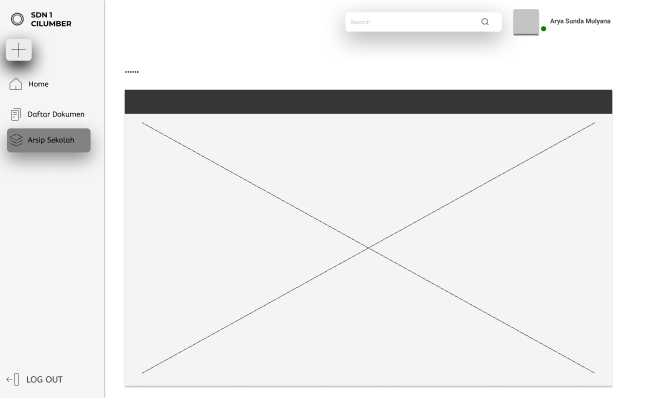 SDN 1
CILUMBER
Search
Arya Sunda Mulyana
Home
......
Daftar Dokumen
Arsip Sekolah
LOG OUT